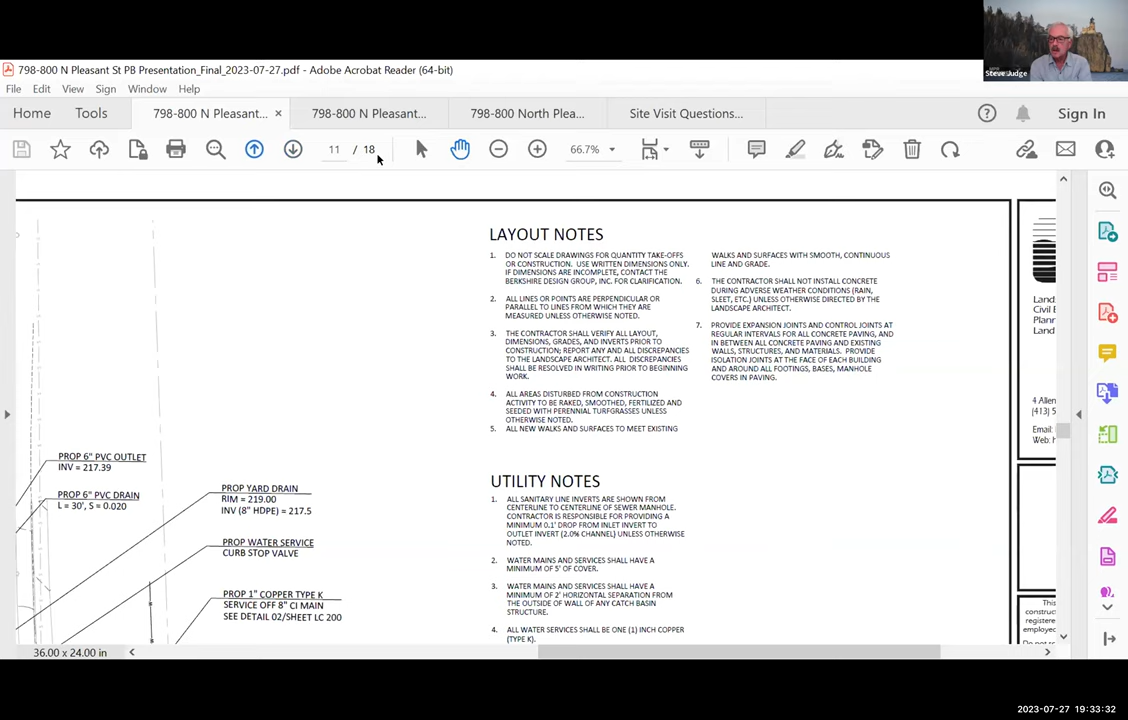 Steve Judge
798-800 N Pleasant St PB Presentation_Final_2023-07-27.pdf - Adobe Acrobat Reader (64-bit)
File Edit View Sign Window Help
Home Tools 798-800 N Pleasant... × 798-800 N Pleasant... 798-800 North Plea... Site Visit Questions... Sign In
11 / 18 66.7%
LAYOUT NOTES
1. DO NOT SCALE DRAWINGS FOR QUANTITY TAKE-OFFS
OR CONSTRUCTION. USE WRITTEN DIMENSIONS ONLY.
IF DIMENSIONS ARE INCOMPLETE, CONTACT THE
BERKSHIRE DESIGN GROUP, INC. FOR CLARIFICATION.
2. ALL LINES OR POINTS ARE PERPENDICULAR OR
PARALLEL TO LINES FROM WHICH THEY ARE
MEASURED UNLESS OTHERWISE NOTED.
3. THE CONTRACTOR SHALL VERIFY ALL LAYOUT,
DIMENSIONS, GRADES, AND INVERTS PRIOR TO
CONSTRUCTION; REPORT ANY AND ALL DISCREPANCIES
TO THE LANDSCAPE ARCHITECT. ALL DISCREPANCIES
SHALL BE RESOLVED IN WRITING PRIOR TO BEGINNING
WORK.
4. ALL AREAS DISTURBED FROM CONSTRUCTION
ACTIVITY TO BE RAKED, SMOOTHED, FERTILIZED AND
SEEDED WITH PERENNIAL TURFGRASSES UNLESS
OTHERWISE NOTED.
5. ALL NEW WALKS AND SURFACES TO MEET EXISTING
WALKS AND SURFACES WITH SMOOTH, CONTINUOUS
LINE AND GRADE.
6. THE CONTRACTOR SHALL NOT INSTALL CONCRETE
DURING ADVERSE WEATHER CONDITIONS (RAIN,
SLEET, ETC.) UNLESS OTHERWISE DIRECTED BY THE
LANDSCAPE ARCHITECT.
7. PROVIDE EXPANSION JOINTS AND CONTROL JOINTS AT
REGULAR INTERVALS FOR ALL CONCRETE PAVING, AND
IN BETWEEN ALL CONCRETE PAVING AND EXISTING
WALLS, STRUCTURES, AND MATERIALS. PROVIDE
ISOLATION JOINTS AT THE FACE OF EACH BUILDING
AND AROUND ALL FOOTINGS, BASES, MANHOLE
COVERS IN PAVING.
PROP 6" PVC OUTLET
INV = 217.39
PROP 6" PVC DRAIN
L = 30', S = 0.020
PROP YARD DRAIN
RIM = 219.00
INV (8" HDPE) = 217.5
PROP WATER SERVICE
CURB STOP VALVE
PROP 1" COPPER TYPE K
SERVICE OFF 8" CI MAIN
SEE DETAIL 02/SHEET LC 200
UTILITY NOTES
1. ALL SANITARY LINE INVERTS ARE SHOWN FROM
CENTERLINE TO CENTERLINE OF SEWER MANHOLE.
CONTRACTOR IS RESPONSIBLE FOR PROVIDING A
MINIMUM 0.1' DROP FROM INLET INVERT TO
OUTLET INVERT (2.0% CHANNEL) UNLESS OTHERWISE
NOTED.
2. WATER MAINS AND SERVICES SHALL HAVE A
MINIMUM OF 5' OF COVER.
3. WATER MAINS AND SERVICES SHALL HAVE A
MINIMUM OF 2' HORIZONTAL SEPARATION FROM
THE OUTSIDE OF WALL OF ANY CATCH BASIN
STRUCTURE.
4. ALL WATER SERVICES SHALL BE ONE (1) INCH COPPER
(TYPE K).
Land
Civil E
Plann
Land
4 Allen
(413) 5
Email:
Web: h
This
constru
registere
employe
36.00 x 24.00 in
2023-07-27 19:33:32